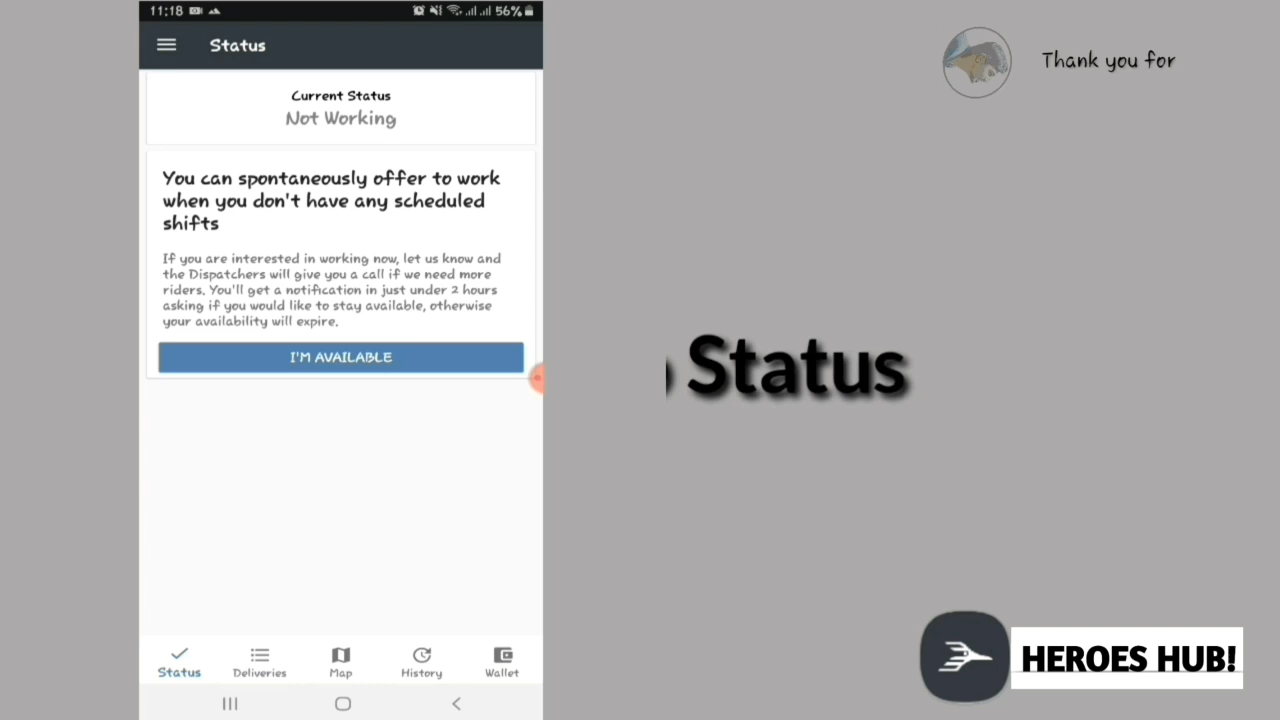 11:18
56%
Status
Current Status
Not Working
You can spontaneously offer to work
when you don't have any scheduled
shifts
If you are interested in working now, let us know and
the Dispatchers will give you a call if we need more
riders. You'll get a notification in just under 2 hours
asking if you would like to stay available, otherwise
your availability will expire.
I'M AVAILABLE
Status
Deliveries
Map
History
Wallet
Thank you for
Status
HEROES HUB!